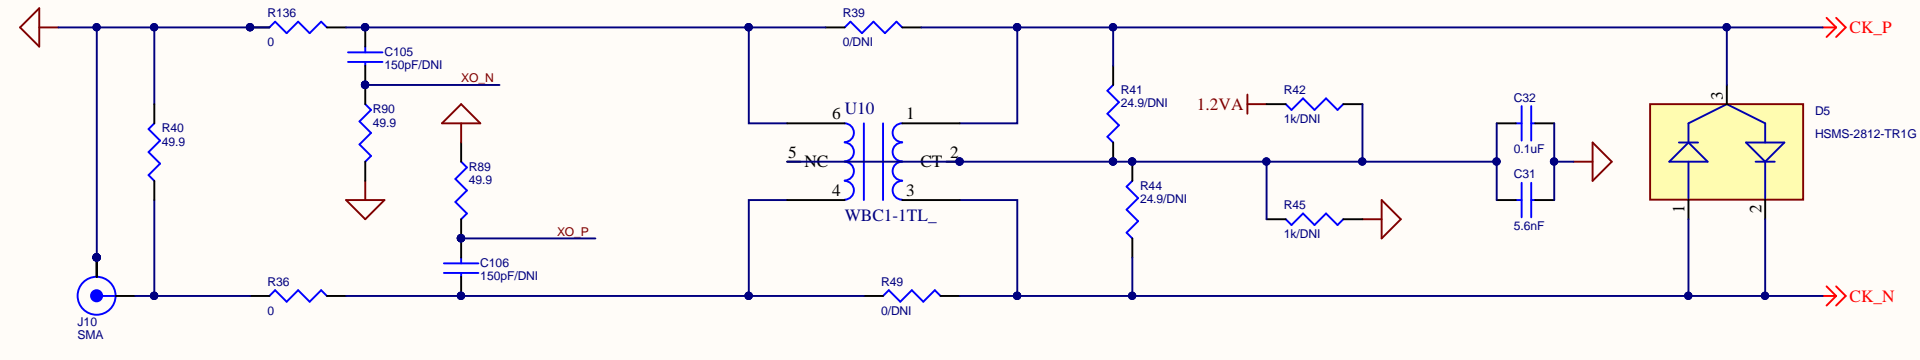 R136
0
C105
150pF/DNI
XO_N
R90
49.9
R40
49.9
R89
49.9
XO_P
C106
150pF/DNI
R36
0
J10
SMA
R39
0/DNI
U10
6
1
5
NC
CT
2
4
3
WBC1-1TL_
R49
0/DNI
R41
24.9/DNI
R44
24.9/DNI
1.2VA
R42
1k/DNI
R45
1k/DNI
C32
0.1uF
C31
5.6nF
3
D5
HSMS-2812-TR1G
1
2
CK_P
CK_N